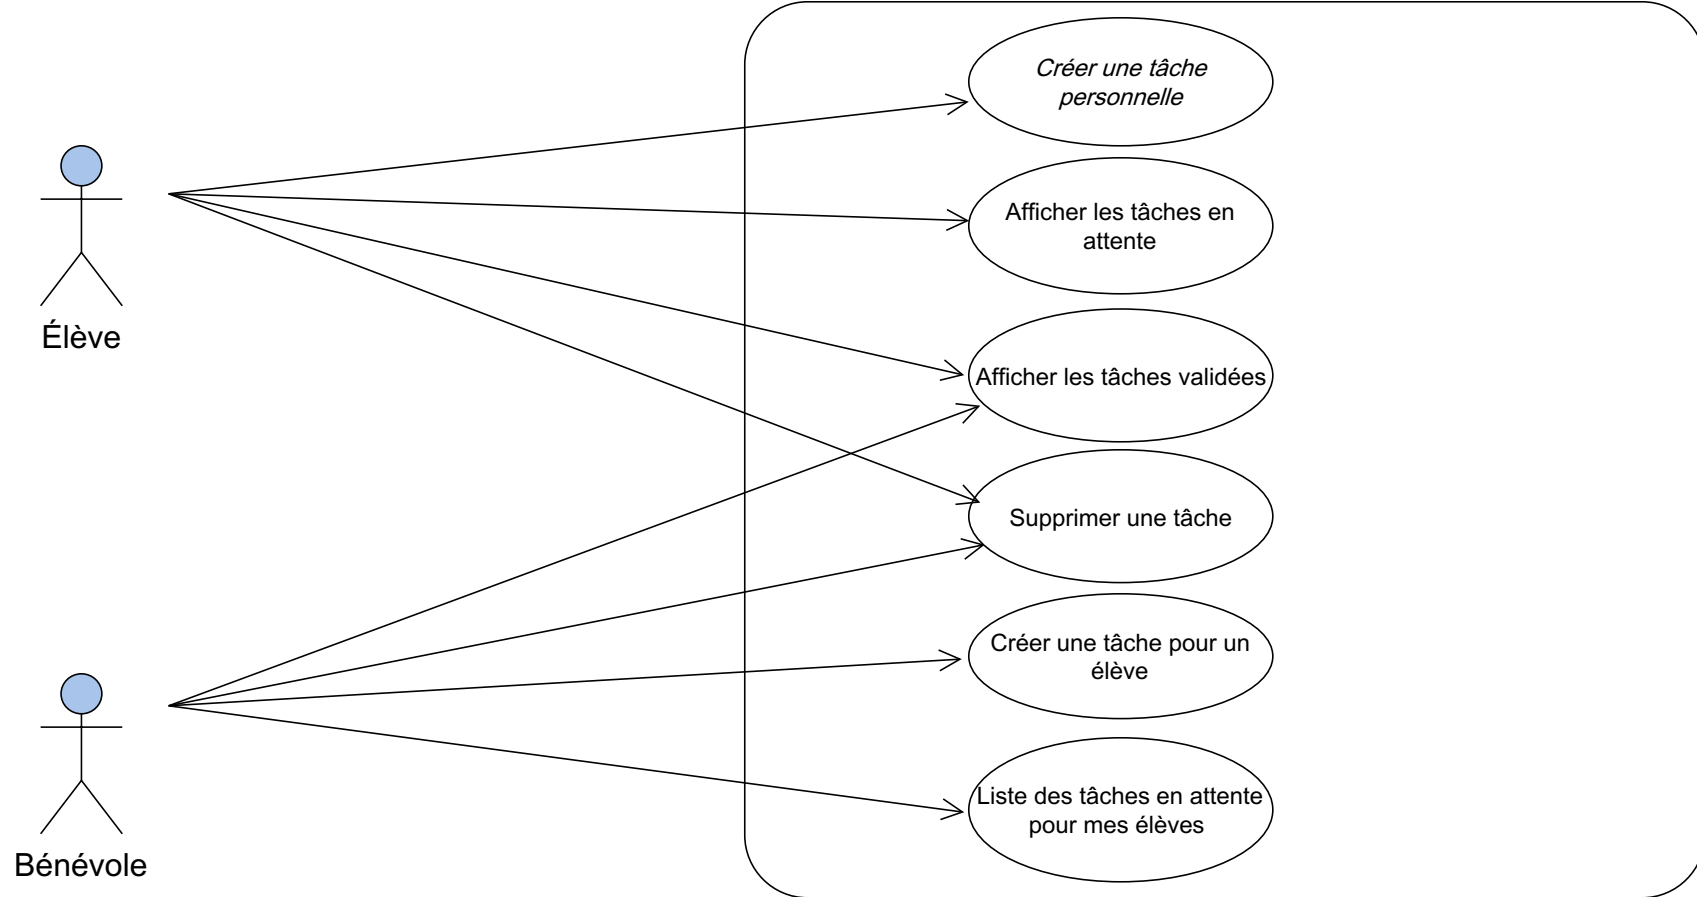 Créer une tâche
personnelle
Afficher les tâches en
attente
Élève
Afficher les tâches validées
Supprimer une tâche
Créer une tâche pour un
élève
Liste des tâches en attente
pour mes élèves
Bénévole